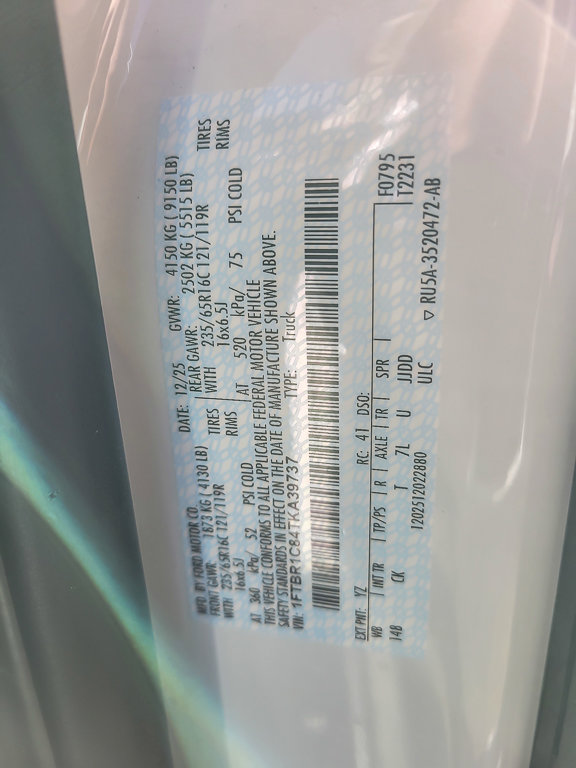 MFD. BY FORD MOTOR CO. DATE: 12/25 GVWR: 4150 KG ( 9150 LB)
FRONT GAWR: 1873 KG ( 4130 LB) REAR GAWR: 2502 KG ( 5515 LB)
WITH 235/65R16C 121/119R TIRES WITH 235/65R16C 121/119R TIRES
16x6.5J RIMS 16x6.5J RIMS
AT 360 kPa/ 52 PSI COLD AT 520 kPa/ 75 PSI COLD
THIS VEHICLE CONFORMS TO ALL APPLICABLE FEDERAL MOTOR VEHICLE
SAFETY STANDARDS IN EFFECT ON THE DATE OF MANUFACTURE SHOWN ABOVE.
VIN: 1FTBR1C84TKA39737 TYPE: Truck
EXT PNT: YZ RC: 41 DSO: F0795
WB INT TR TP/PS R AXLE TR SPR T2231
14B CK T 7L U JJDD
1202512022880 UIC
▽ RU5A-3520472-AB